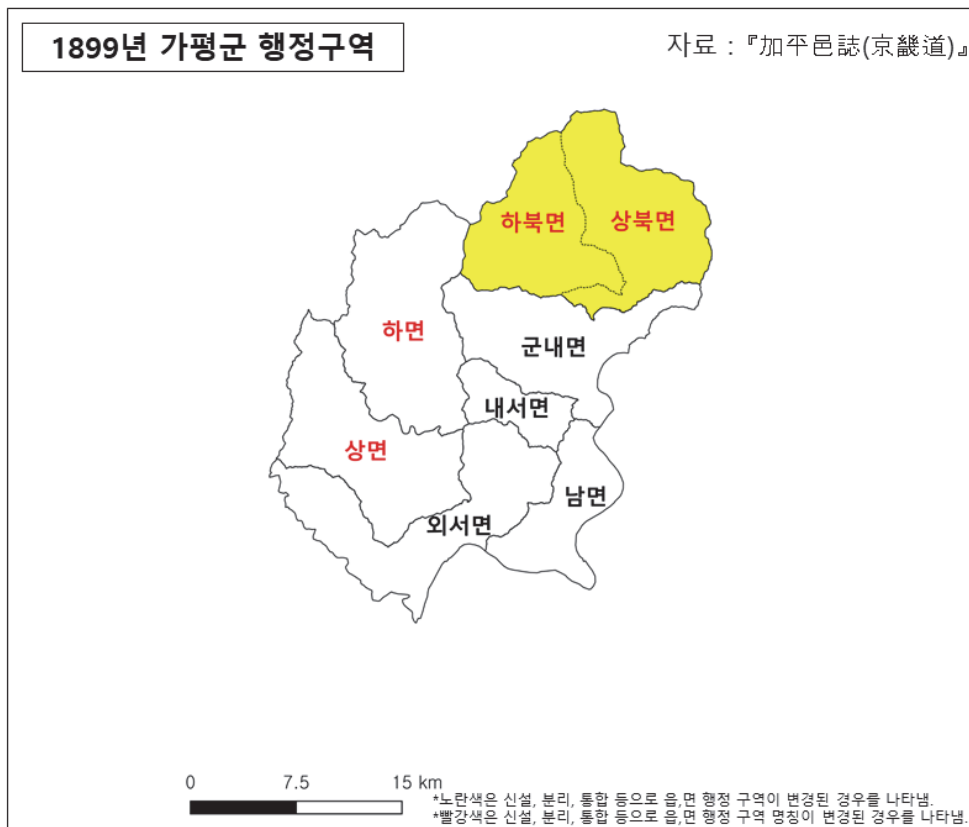 1899년 가평군 행정구역
자료 : 『加平邑誌(京畿道)』
하북면
상북면
하면
군내면
내서면
상면
남면
외서면
0 7.5 15 km
*노란색은 신설, 분리, 통합 등으로 읍,면 행정 구역이 변경된 경우를 나타냄.
*빨강색은 신설, 분리, 통합 등으로 읍,면 행정 구역 명칭이 변경된 경우를 나타냄.